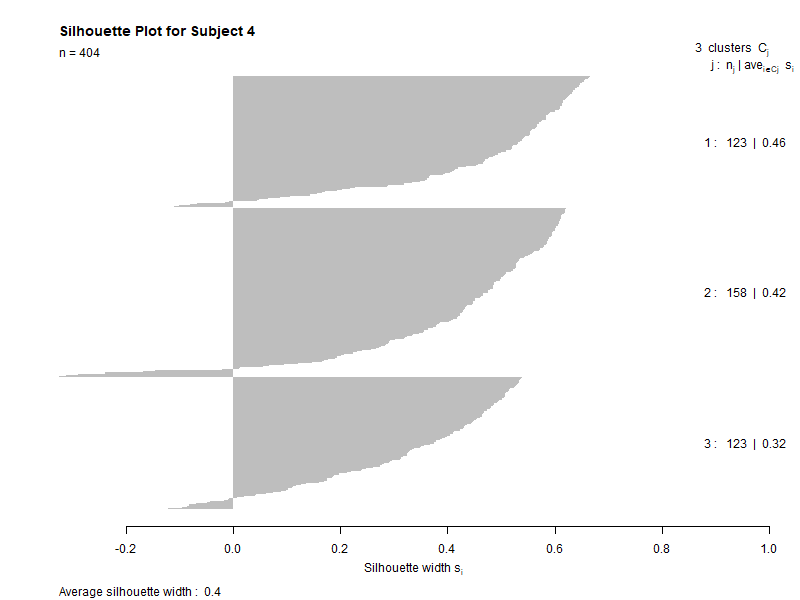 Silhouette Plot for Subject 4
n = 404
3 clusters Cj
j : nj | avei∈Cj si
1 : 123 | 0.46
2 : 158 | 0.42
3 : 123 | 0.32
-0.2 0.0 0.2 0.4 0.6 0.8 1.0
Silhouette width si
Average silhouette width : 0.4